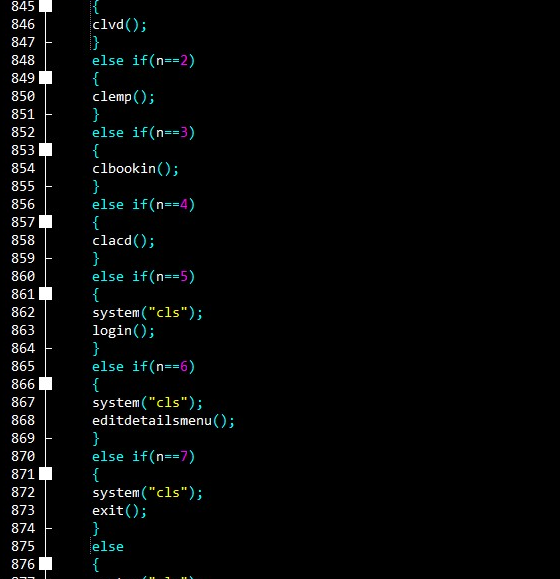 845 {
846 clvd();
847 }
848 else if(n==2)
849 {
850 clemp();
851 }
852 else if(n==3)
853 {
854 clbookin();
855 }
856 else if(n==4)
857 {
858 clacd();
859 }
860 else if(n==5)
861 {
862 system("cls");
863 login();
864 }
865 else if(n==6)
866 {
867 system("cls");
868 editdetailsmenu();
869 }
870 else if(n==7)
871 {
872 system("cls");
873 exit();
874 }
875 else
876 {